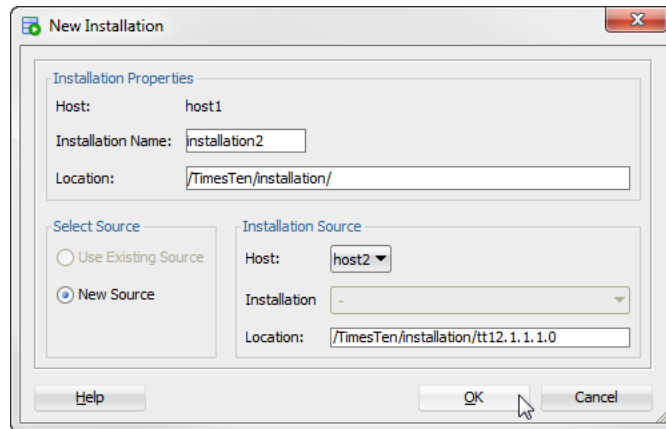 New Installation
Installation Properties
Host: host1
Installation Name: installation2
Location: /TimesTen/installation/
Select Source
Use Existing Source
New Source
Installation Source
Host: host2
Installation -
Location: /TimesTen/installation/tt12.1.1.1.0
Help
OK
Cancel